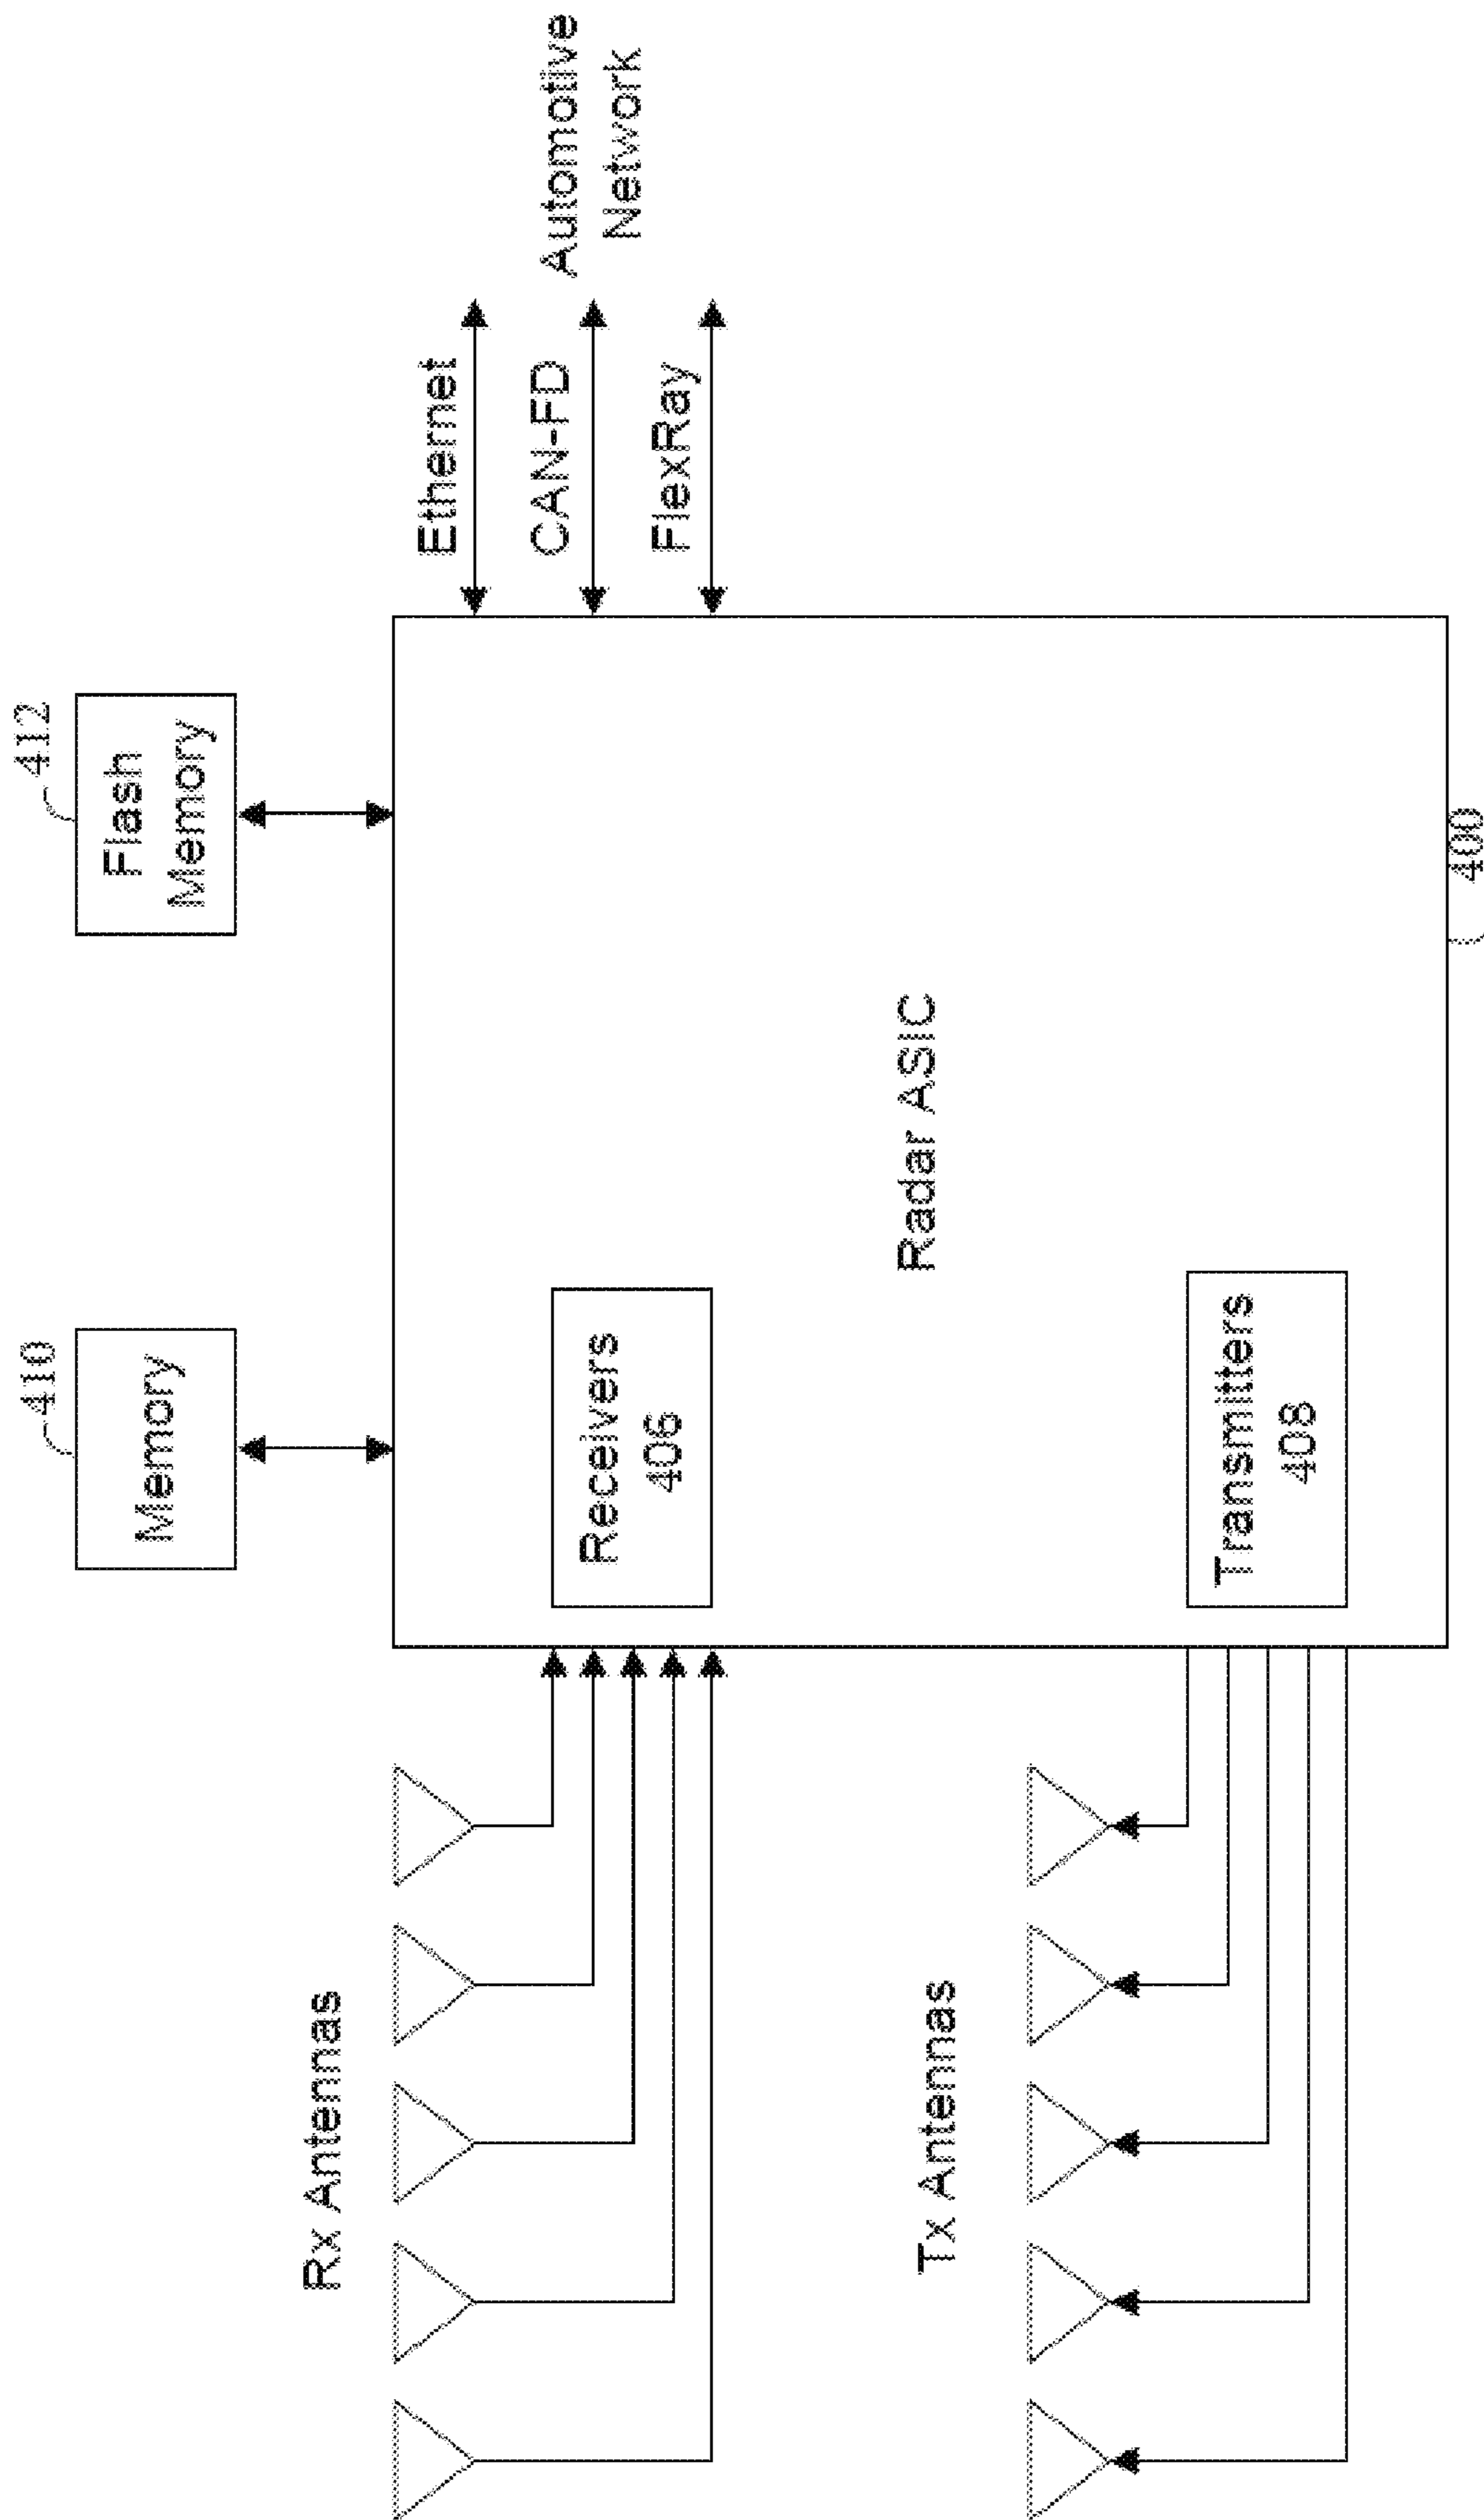 410
412
Memory
Flash
Memory
Ethernet
CAN-FD
FlexRay
Automotive
Network
Rx Antennas
Receivers
406
Radar ASIC
Tx Antennas
Transmitters
408
400